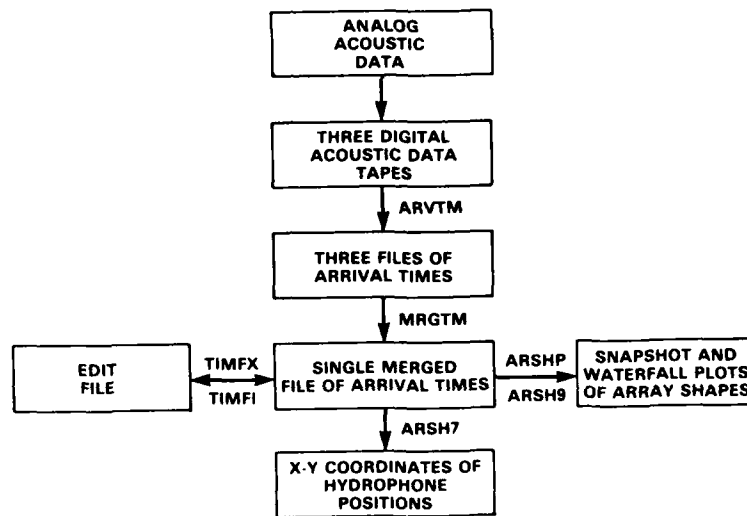 ANALOG
ACOUSTIC
DATA
THREE DIGITAL
ACOUSTIC DATA
TAPES
ARVTM
THREE FILES OF
ARRIVAL TIMES
MRGTM
EDIT
FILE
TIMFX
TIMFI
SINGLE MERGED
FILE OF ARRIVAL TIMES
ARSHP
ARSH9
SNAPSHOT AND
WATERFALL PLOTS
OF ARRAY SHAPES
ARSH7
X-Y COORDINATES OF
HYDROPHONE
POSITIONS